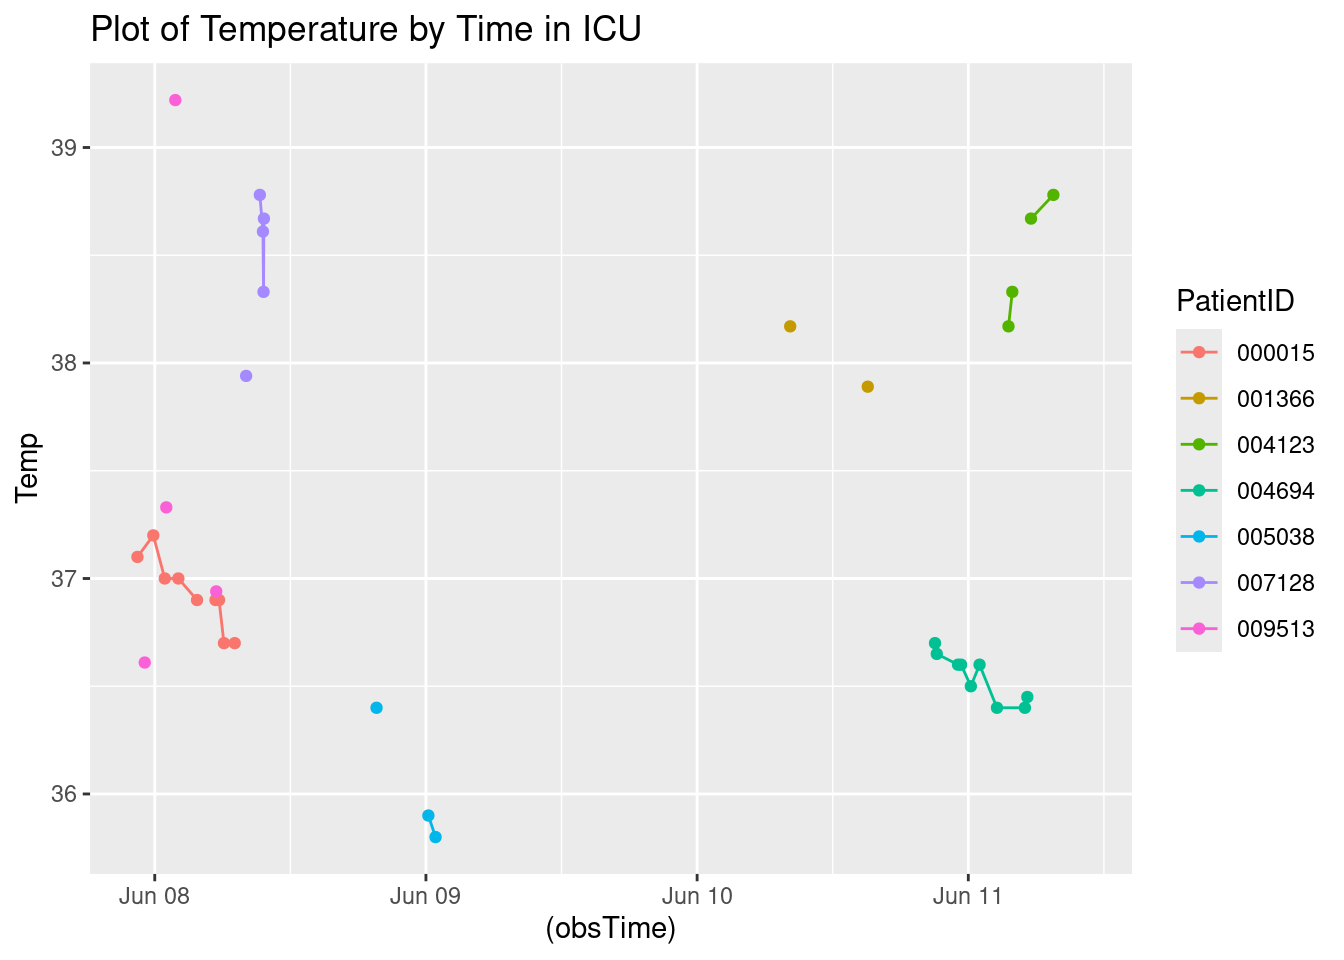 Plot of Temperature by Time in ICU
39
38
37
36
Temp
Jun 08
Jun 09
Jun 10
Jun 11
(obsTime)
PatientID
000015
001366
004123
004694
005038
007128
009513